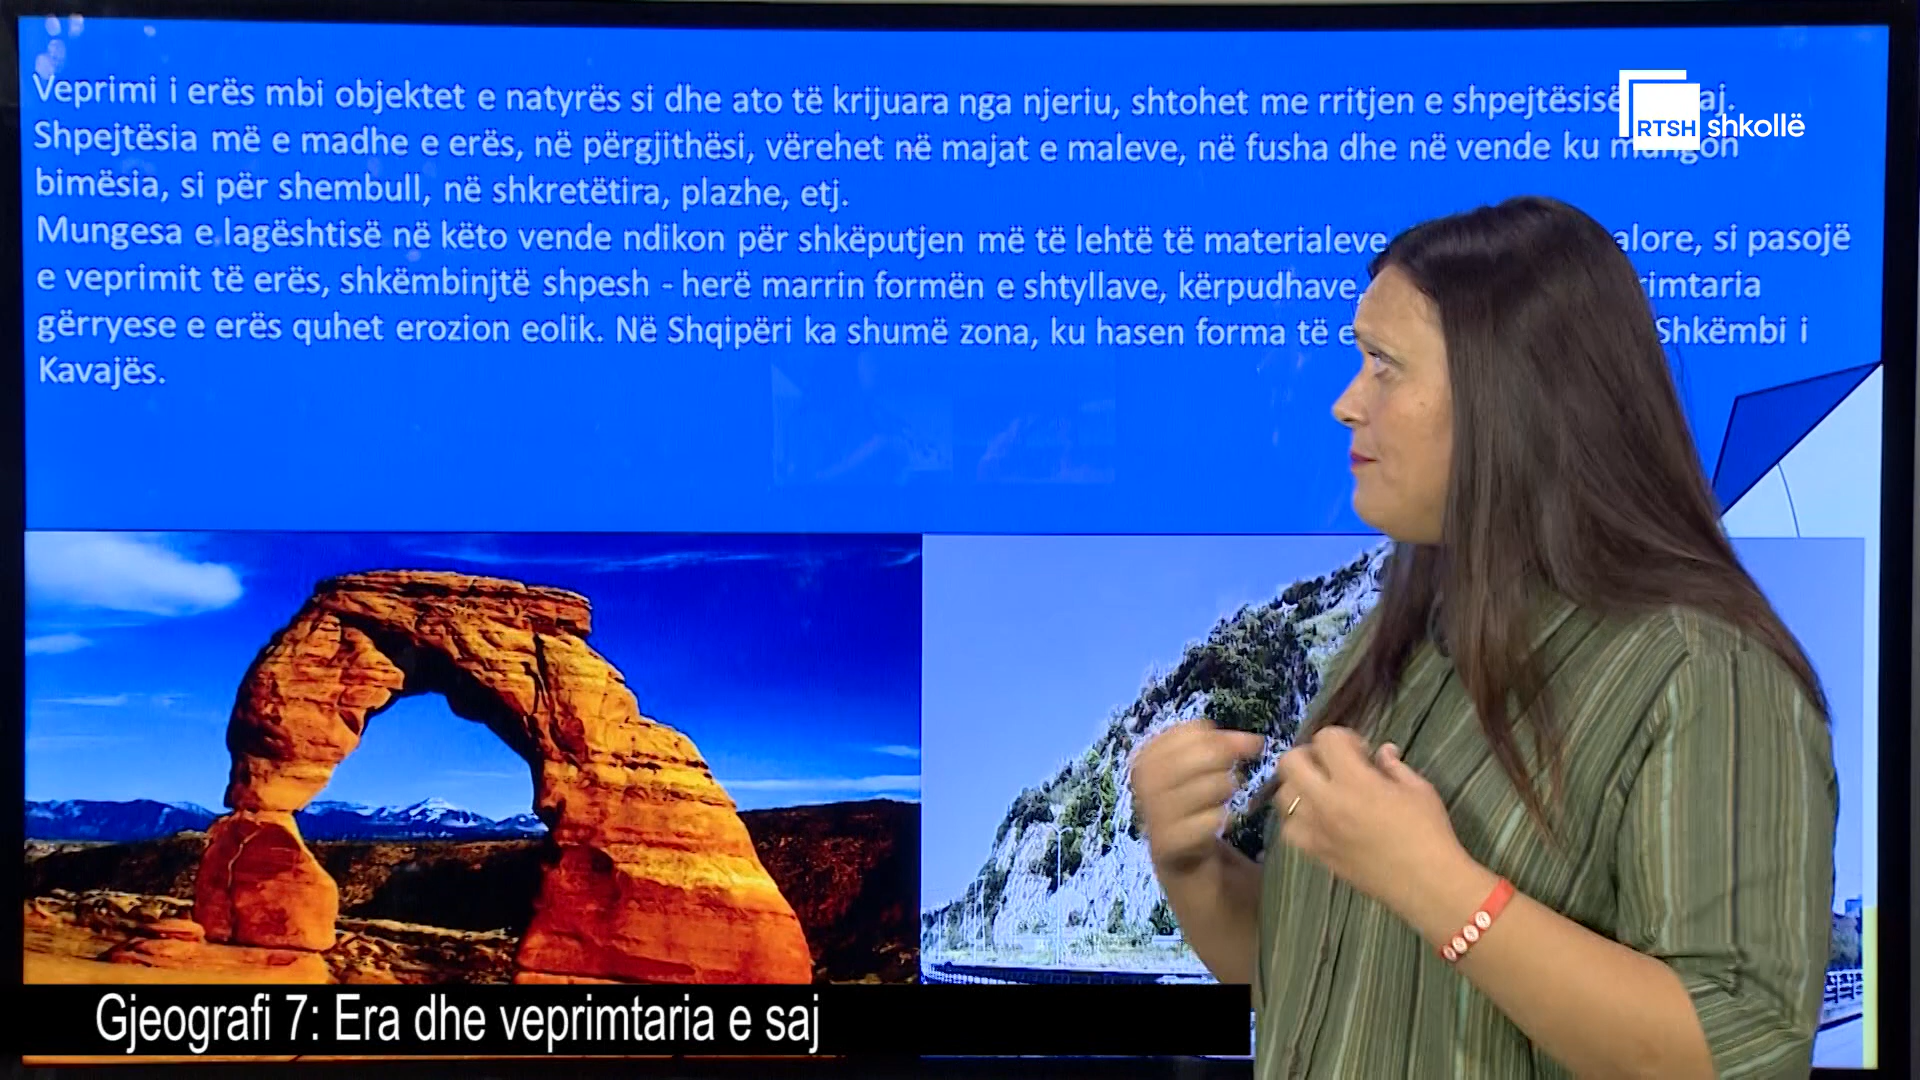 Veprimi i erës mbi objektet e natyrës si dhe ato të krijuara nga njeriu, shtohet me rritjen e shpejtësisë
RTSH shkollë
Shpejtësia më e madhe e erës, në përgjithësi, vërehet në majat e maleve, në fusha dhe në vende ku mungon
bimësia, si për shembull, në shkretëtira, plazhe, etj.
Mungesa e lagështisë në këto vende ndikon për shkëputjen më të lehtë të materialeve si pasojë
e veprimit të erës, shkëmbinjtë shpesh - herë marrin formën e shtyllave, kërpudhave,
gërryese e erës quhet erozion eolik. Në Shqipëri ka shumë zona, ku hasen forma të Shkëmbi i
Kavajës.
Gjeografi 7: Era dhe veprimtaria e saj